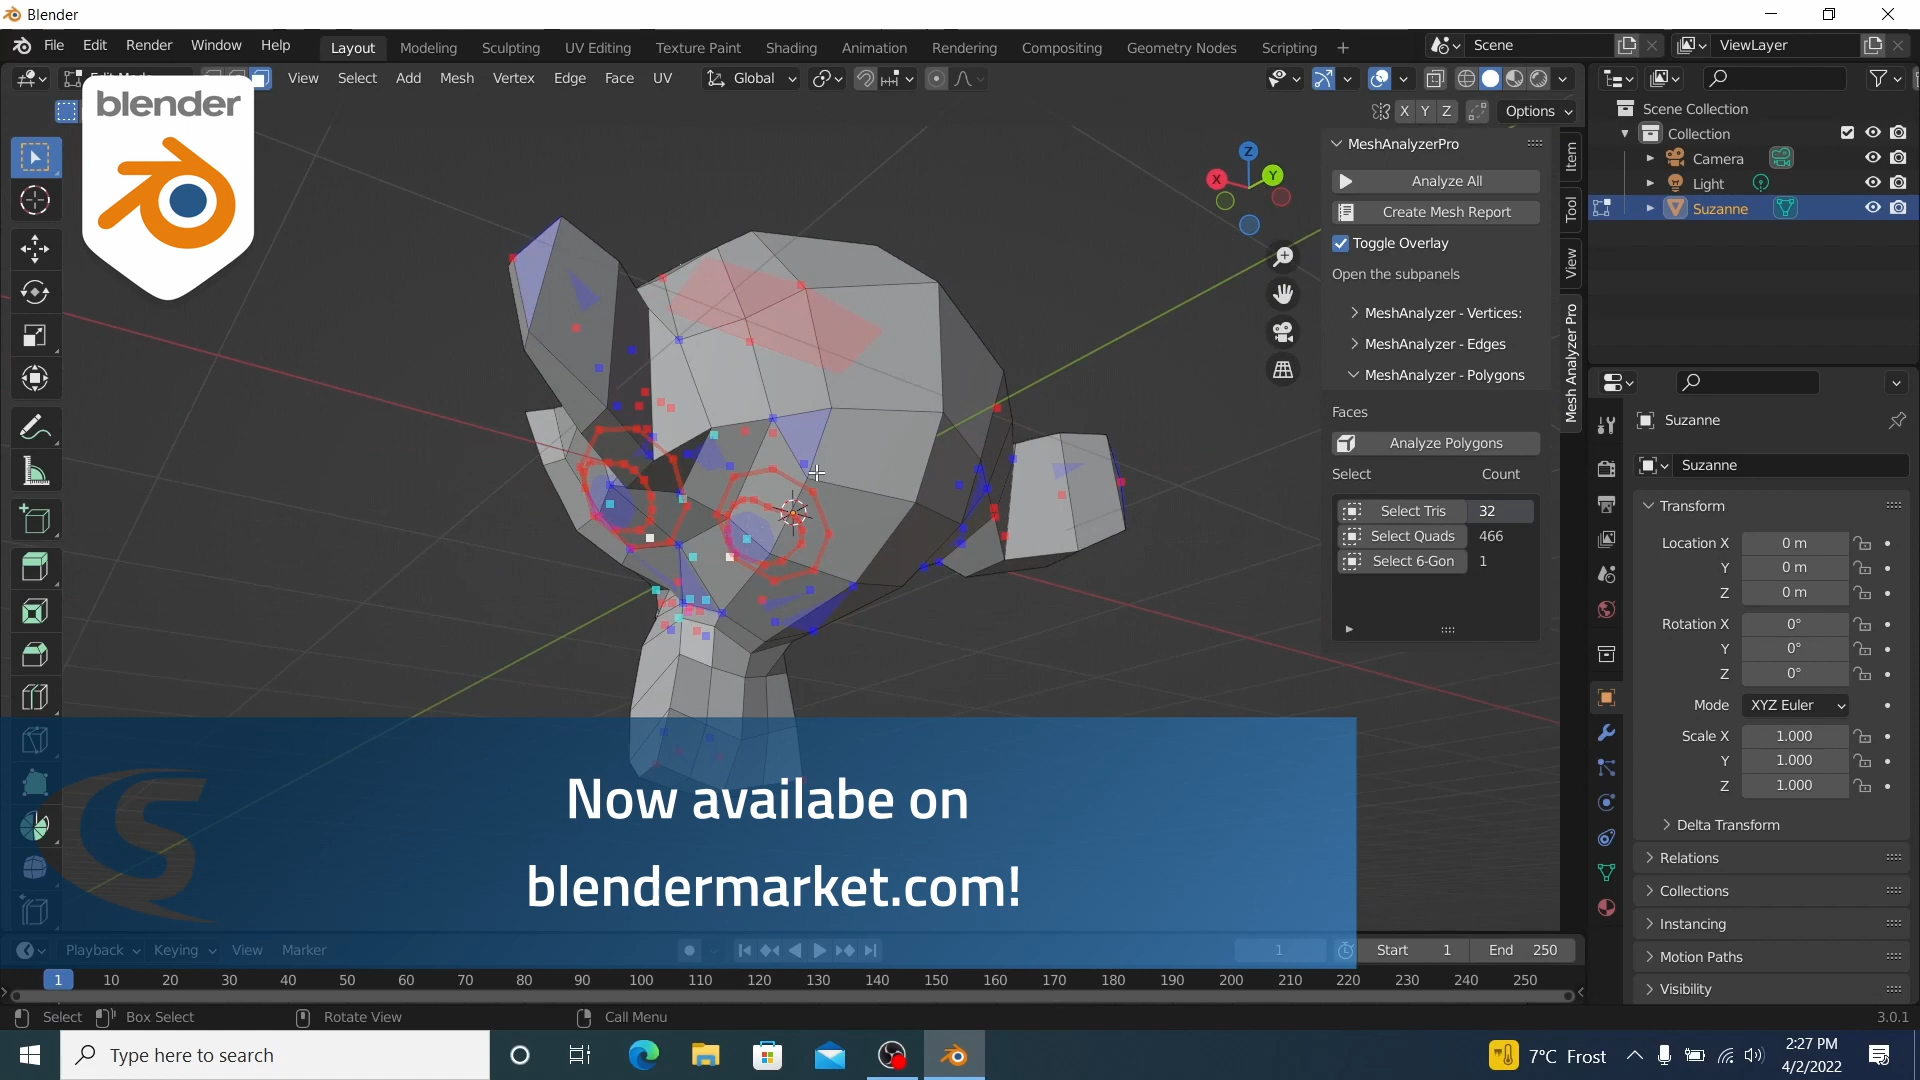 Blender
File Edit Render Window Help
Layout Modeling Sculpting UV Editing Texture Paint Shading Animation Rendering Compositing Geometry Nodes Scripting +
Scene
ViewLayer
View Select Add Mesh Vertex Edge Face UV
Global
blender
X Y Z Options
Z
Y
X
MeshAnalyzerPro
Analyze All
Create Mesh Report
Toggle Overlay
Open the subpanels
MeshAnalyzer - Vertices:
MeshAnalyzer - Edges
MeshAnalyzer - Polygons
Faces
Analyze Polygons
Select Count
Select Tris 32
Select Quads 466
Select 6-Gon 1
Item
Tool
View
Mesh Analyzer Pro
Scene Collection
Collection
Camera
Light
Suzanne
Suzanne
Suzanne
Transform
Location X 0 m
Y 0 m
Z 0 m
Rotation X 0°
Y 0°
Z 0°
Mode XYZ Euler
Scale X 1.000
Y 1.000
Z 1.000
Delta Transform
Relations
Collections
Instancing
Motion Paths
Visibility
Now availabe on
blendermarket.com!
Playback Keying View Marker
1
Start 1 End 250
1 10 20 30 40 50 60 70 80 90 100 110 120 130 140 150 160 170 180 190 200 210 220 230 240 250
Select Box Select Rotate View Call Menu
3.0.1
Type here to search
7°C Frost
2:27 PM
4/2/2022